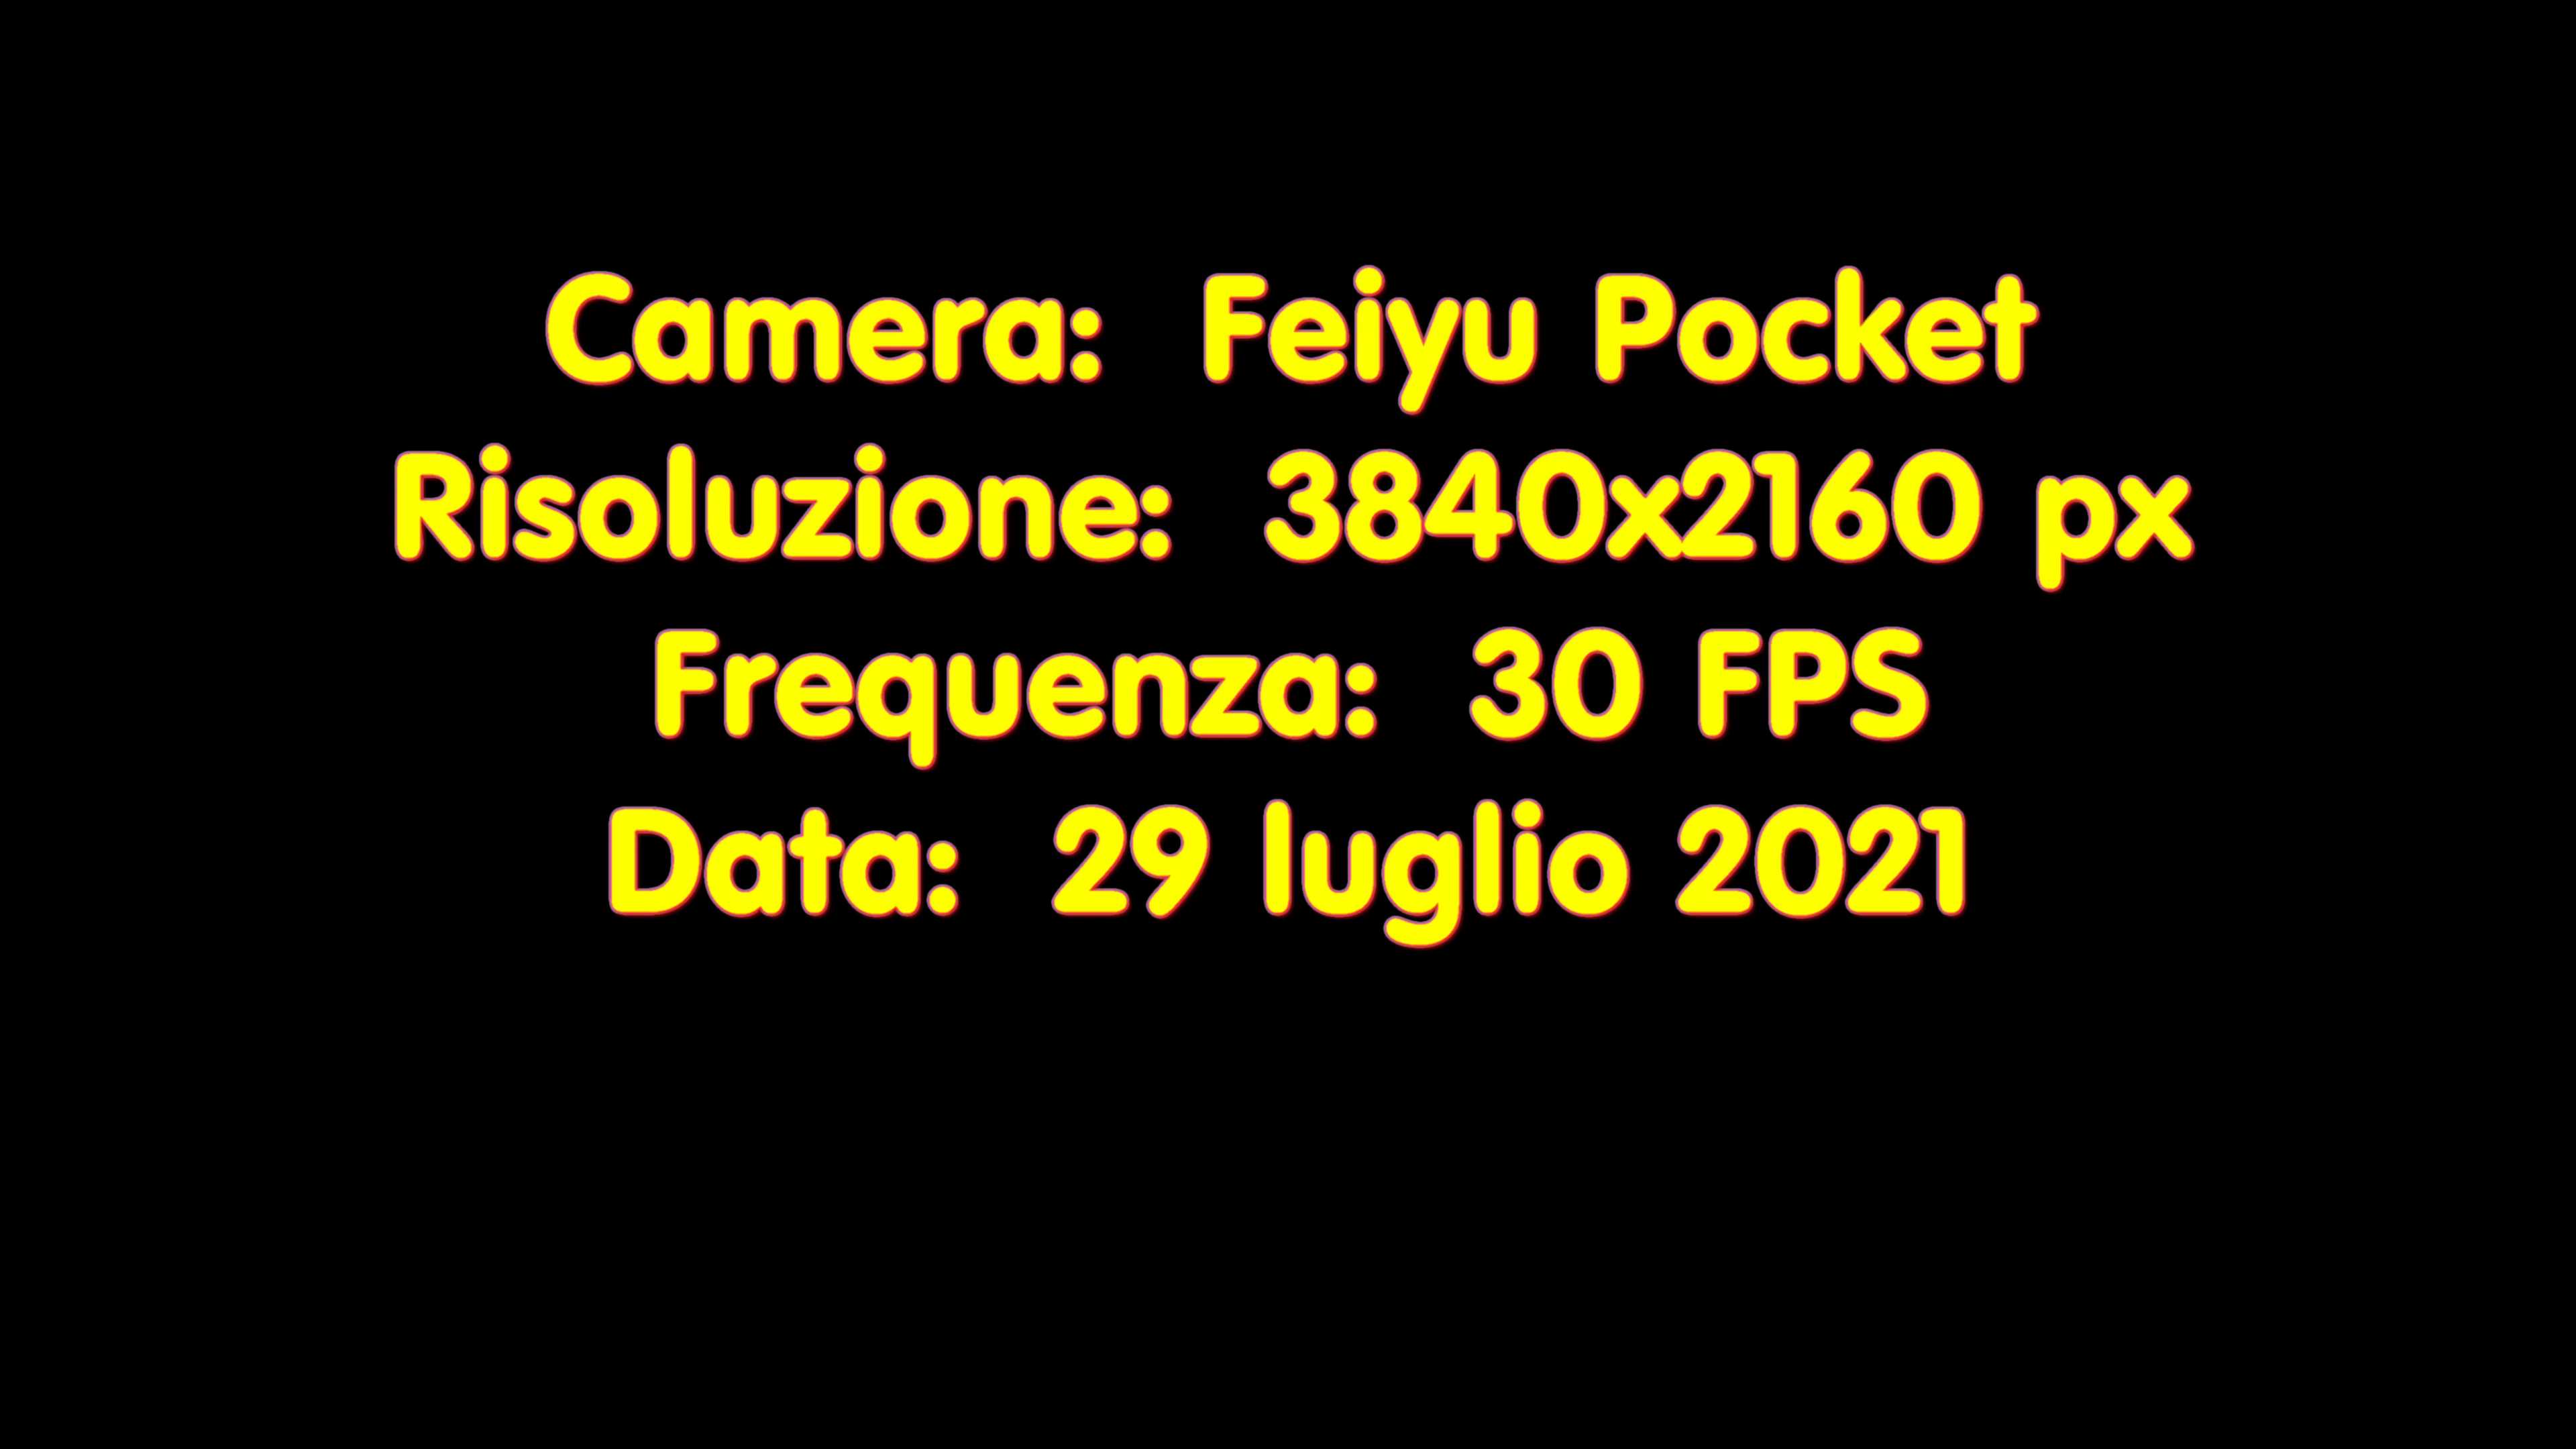 Camera:  Feiyu Pocket
Risoluzione:  3840x2160 px
Frequenza:  30 FPS
Data:  29 luglio 2021